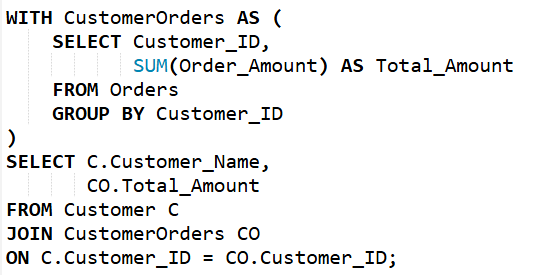 WITH CustomerOrders AS (
    SELECT Customer_ID,
           SUM(Order_Amount) AS Total_Amount
    FROM Orders
    GROUP BY Customer_ID
)
SELECT C.Customer_Name,
       CO.Total_Amount
FROM Customer C
JOIN CustomerOrders CO
ON C.Customer_ID = CO.Customer_ID;